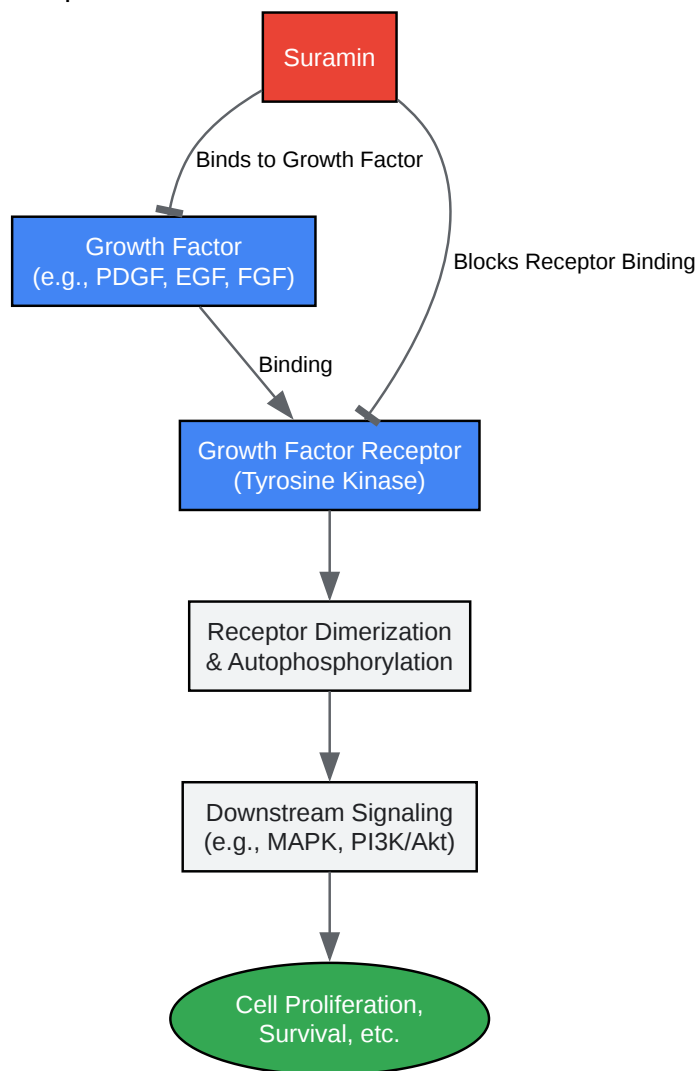 Suramin
Binds to Growth Factor
Growth Factor
(e.g., PDGF, EGF, FGF)
Blocks Receptor Binding
Binding
Growth Factor Receptor
(Tyrosine Kinase)
Receptor Dimerization
& Autophosphorylation
Downstream Signaling
(e.g., MAPK, PI3K/Akt)
Cell Proliferation,
Survival, etc.